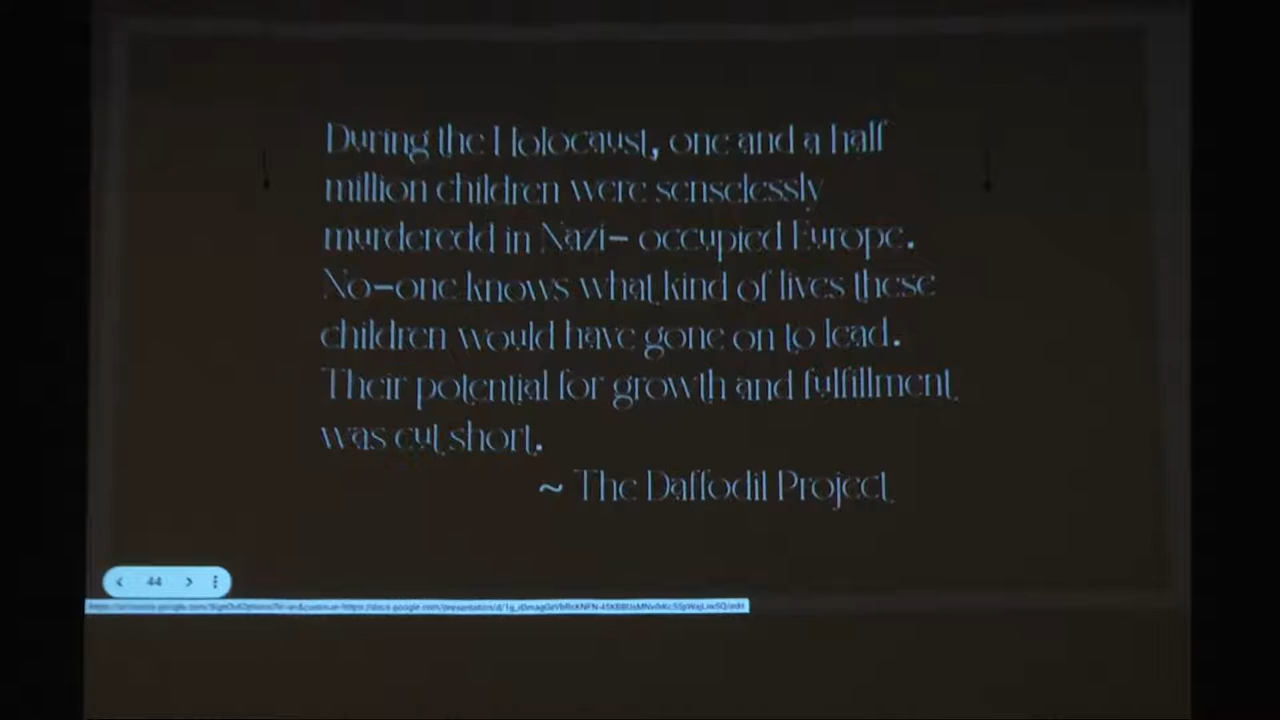 During the Holocaust, one and a half
million children were senselessly
murderedd in Nazi- occupied Europe.
No-one knows what kind of lives these
children would have gone on to lead.
Their potential for growth and fulfillment
was cut short.
~ The Daffodil Project
44